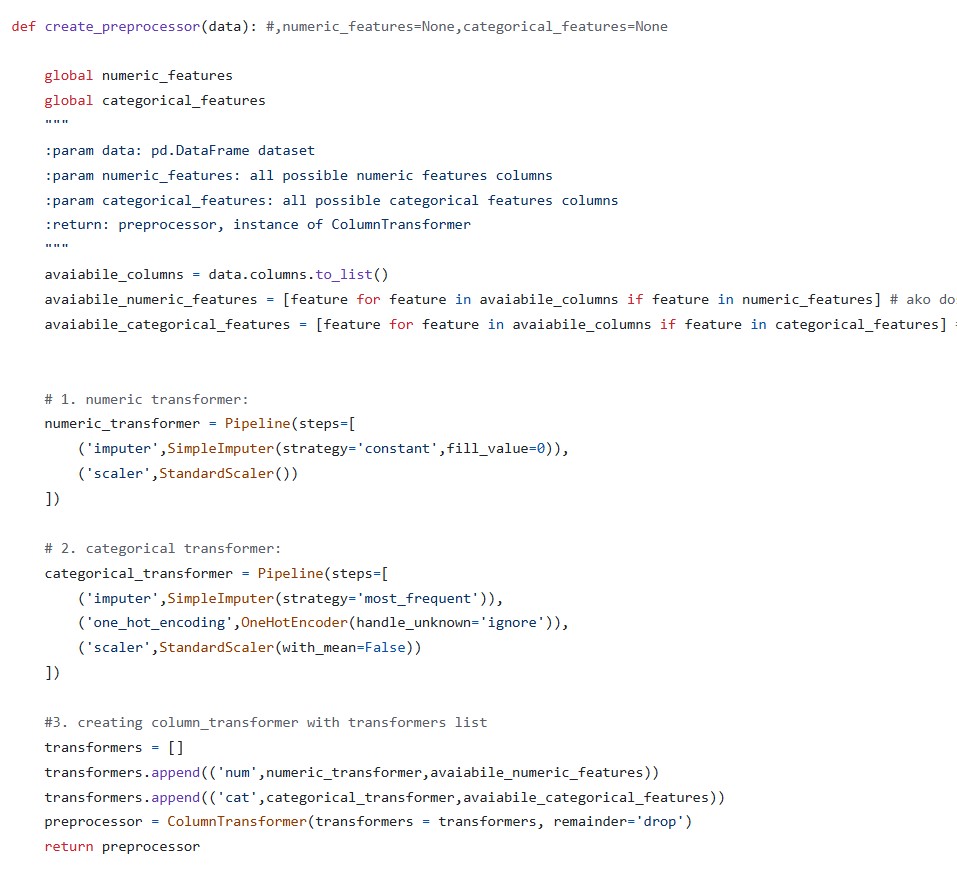 def create_preprocessor(data): #,numeric_features=None,categorical_features=None
global numeric_features
global categorical_features
"""
:param data: pd.DataFrame dataset
:param numeric_features: all possible numeric features columns
:param categorical_features: all possible categorical features columns
:return: preprocessor, instance of ColumnTransformer
"""
avaiabile_columns = data.columns.to_list()
avaiabile_numeric_features = [feature for feature in avaiabile_columns if feature in numeric_features] # ako do
avaiabile_categorical_features = [feature for feature in avaiabile_columns if feature in categorical_features]
# 1. numeric transformer:
numeric_transformer = Pipeline(steps=[
('imputer',SimpleImputer(strategy='constant',fill_value=0)),
('scaler',StandardScaler())
])
# 2. categorical transformer:
categorical_transformer = Pipeline(steps=[
('imputer',SimpleImputer(strategy='most_frequent')),
('one_hot_encoding',OneHotEncoder(handle_unknown='ignore')),
('scaler',StandardScaler(with_mean=False))
])
#3. creating column_transformer with transformers list
transformers = []
transformers.append(('num',numeric_transformer,avaiabile_numeric_features))
transformers.append(('cat',categorical_transformer,avaiabile_categorical_features))
preprocessor = ColumnTransformer(transformers = transformers, remainder='drop')
return preprocessor